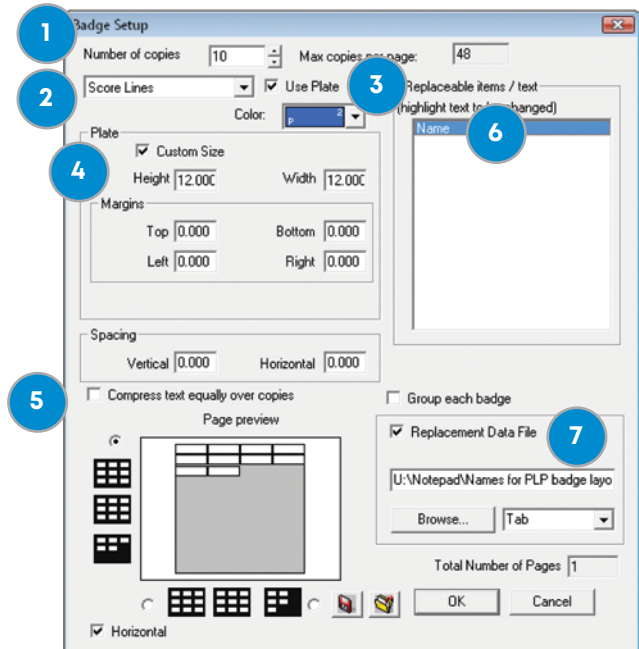 Badge Setup
1
Number of copies 10 Max copies per page: 48
2
Score Lines Use Plate
3
Replaceable items / text
(highlight text to be changed)
Color: P 2
Name
6
Plate
4
Custom Size
Height 12.000 Width 12.000
Margins
Top 0.000 Bottom 0.000
Left 0.000 Right 0.000
Spacing
Vertical 0.000 Horizontal 0.000
5
Compress text equally over copies
Group each badge
Page preview
Replacement Data File
7
U:\Notepad\Names for PLP badge layo
Browse... Tab
Total Number of Pages 1
OK Cancel
Horizontal